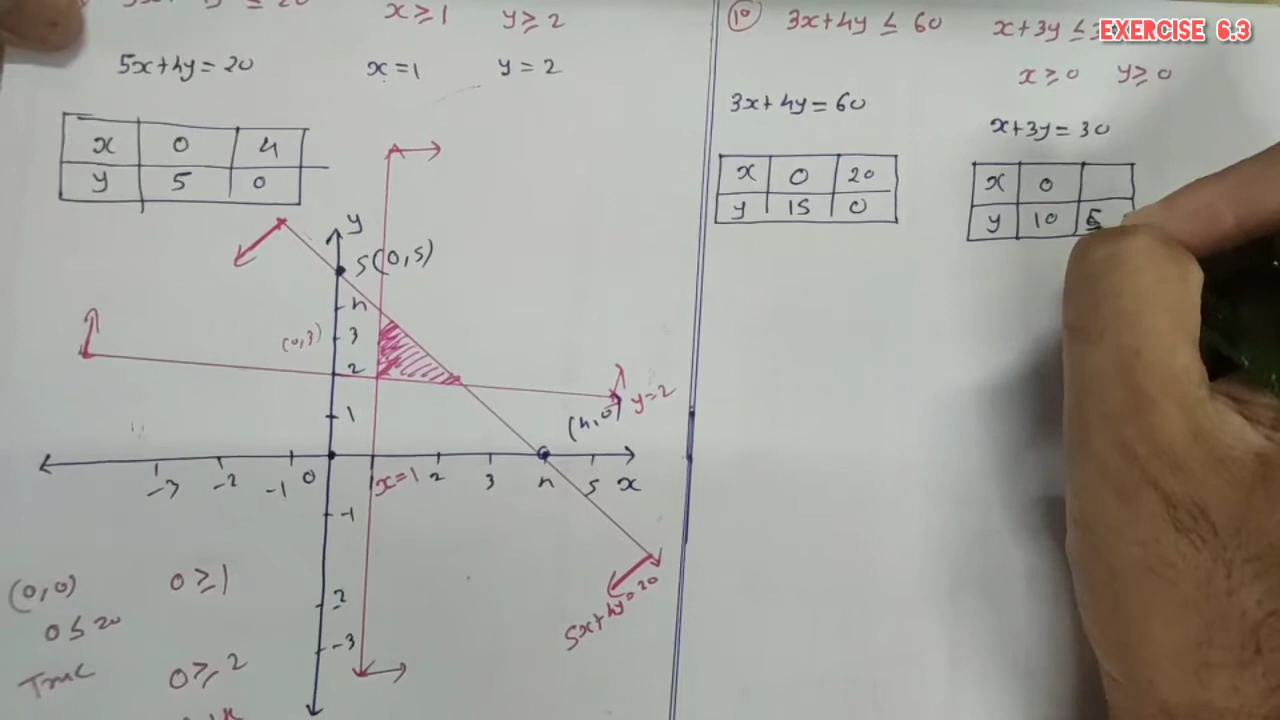 x ≥ 1 y ≥ 2
5x+4y=20 x=1 y=2
x 0 4
y 5 0
y
5 (0,5)
4
(0,3) 3
2
1
y=2
(4,0)
-3 -2 -1 0 x=1 2 3 4 5 x
-1
-2
-3
5x+4y=20
(0,0) 0≥1
0≤20
True 0≥2
EXERCISE 6.3
10 3x+4y ≤ 60 x+3y ≤
x ≥ 0 y ≥ 0
3x+4y=60
x+3y=30
x 0 20
y 15 0
x 0
y 10